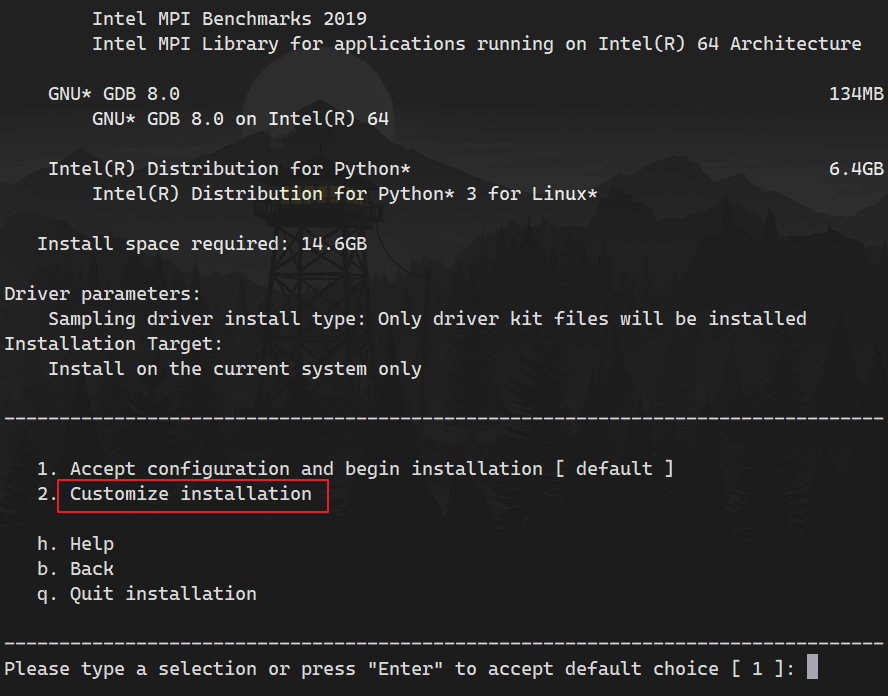 Intel MPI Benchmarks 2019
Intel MPI Library for applications running on Intel(R) 64 Architecture
GNU* GDB 8.0 134MB
GNU* GDB 8.0 on Intel(R) 64
Intel(R) Distribution for Python* 6.4GB
Intel(R) Distribution for Python* 3 for Linux*
Install space required: 14.6GB
Driver parameters:
Sampling driver install type: Only driver kit files will be installed
Installation Target:
Install on the current system only
--------------------------------------------------------------------------------
1. Accept configuration and begin installation [ default ]
2. Customize installation
h. Help
b. Back
q. Quit installation
--------------------------------------------------------------------------------
Please type a selection or press "Enter" to accept default choice [ 1 ]: